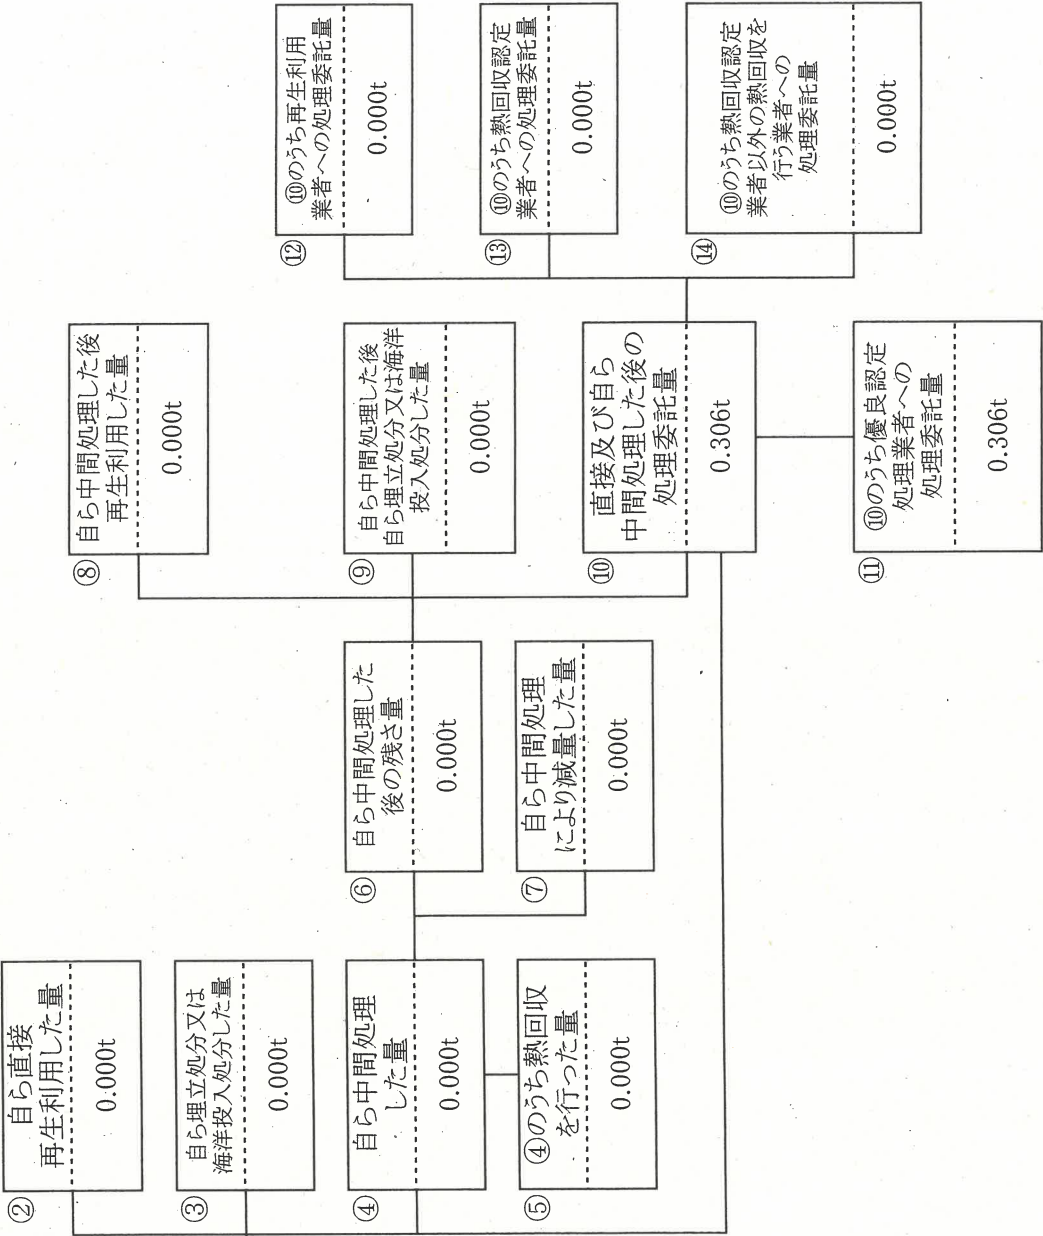 ②
自ら直接
再生利用した量
0.000t
③
自ら埋立処分又は
海洋投入処分した量
0.000t
④
自ら中間処理
した量
0.000t
⑤
④のうち熱回収
を行った量
0.000t
⑥
自ら中間処理した
後の残さ量
0.000t
⑦
自ら中間処理
により減量した量
0.000t
⑧
自ら中間処理した後
再生利用した量
0.000t
⑨
自ら中間処理した後
自ら埋立処分又は海洋
投入処分した量
0.000t
⑩
直接及び自ら
中間処理した後の
処理委託量
0.306t
⑪
⑩のうち優良認定
処理業者への
処理委託量
0.306t
⑫
⑩のうち再生利用
業者への処理委託量
0.000t
⑬
⑩のうち熱回収認定
業者への処理委託量
0.000t
⑭
⑩のうち熱回収認定
業者以外の熱回収を
行う業者への
処理委託量
0.000t